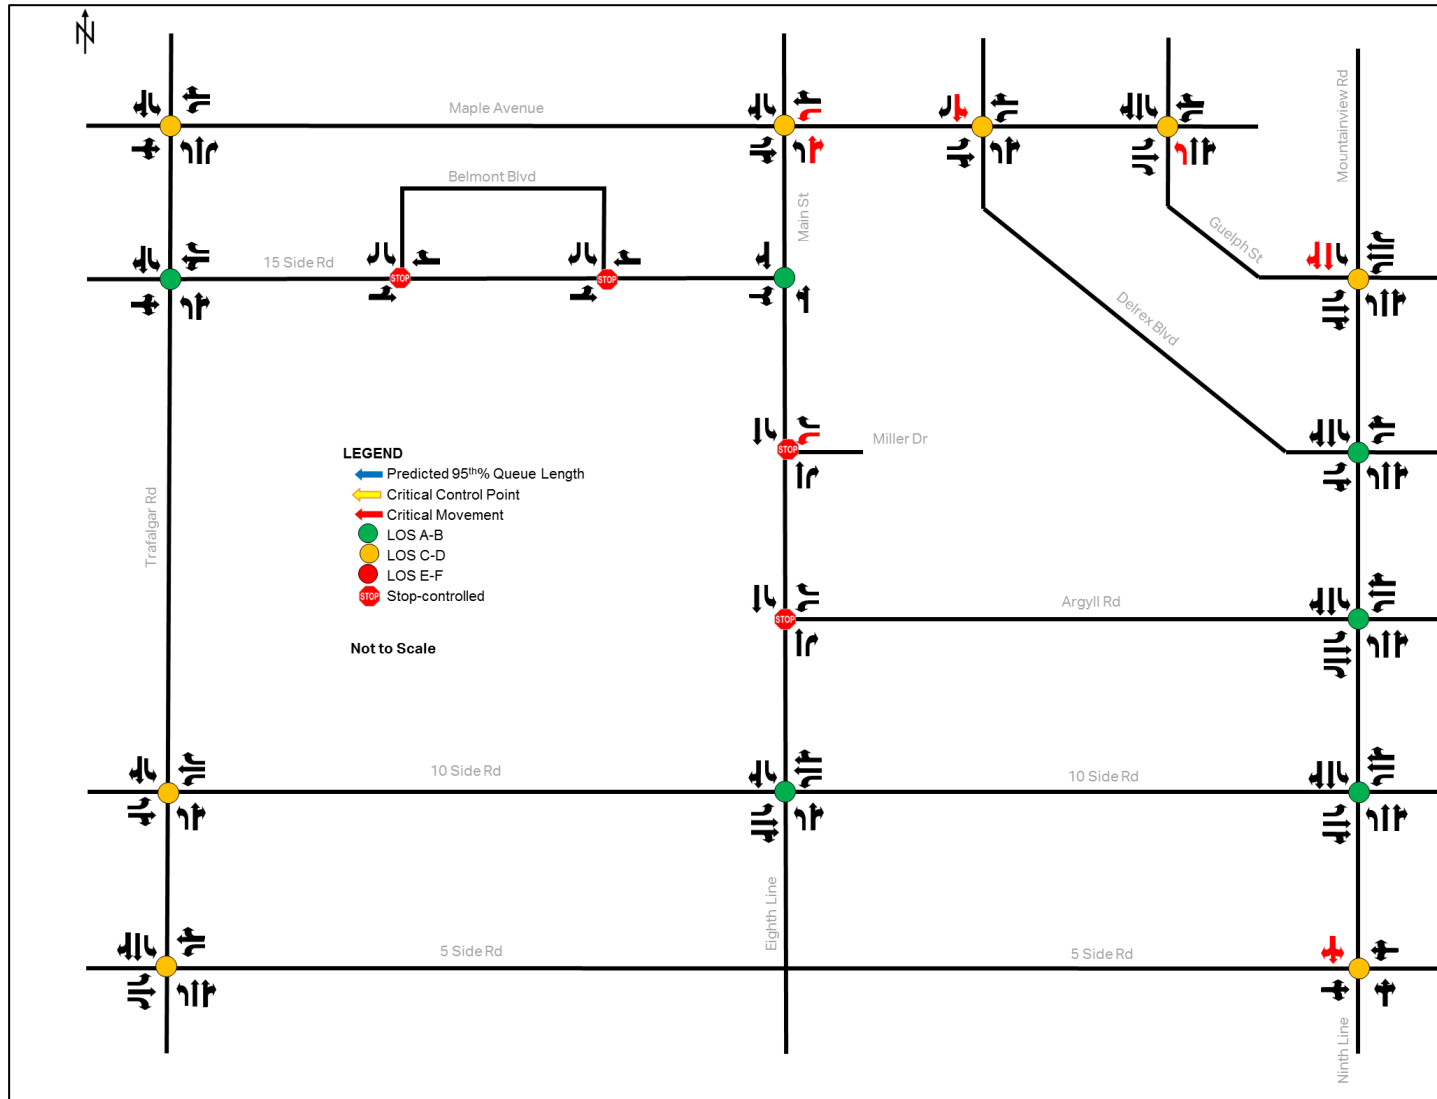 N
Maple Avenue
Mountainview Rd
Belmont Blvd
Main St
Guelph St
15 Side Rd
STOP
STOP
Delrex Blvd
Miller Dr
STOP
LEGEND
Predicted 95th% Queue Length
Critical Control Point
Critical Movement
LOS A-B
LOS C-D
LOS E-F
STOP Stop-controlled
Trafalgar Rd
Argyll Rd
STOP
Not to Scale
10 Side Rd
10 Side Rd
Eighth Line
5 Side Rd
5 Side Rd
Ninth Line